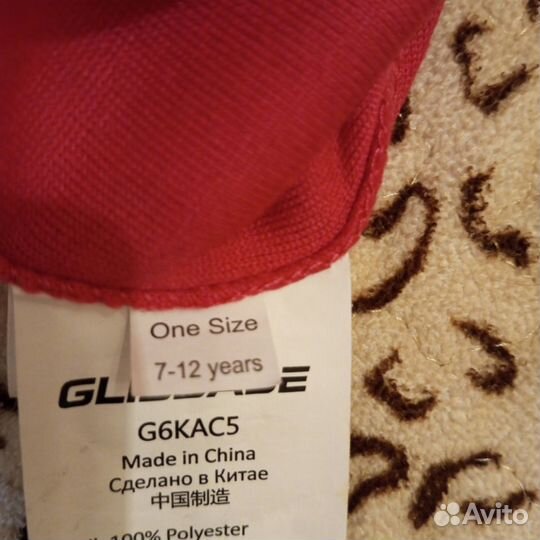 One Size
7-12 years
G6KAC5
Made in China
Сделано в Китае
中国制造
100% Polyester
Avito